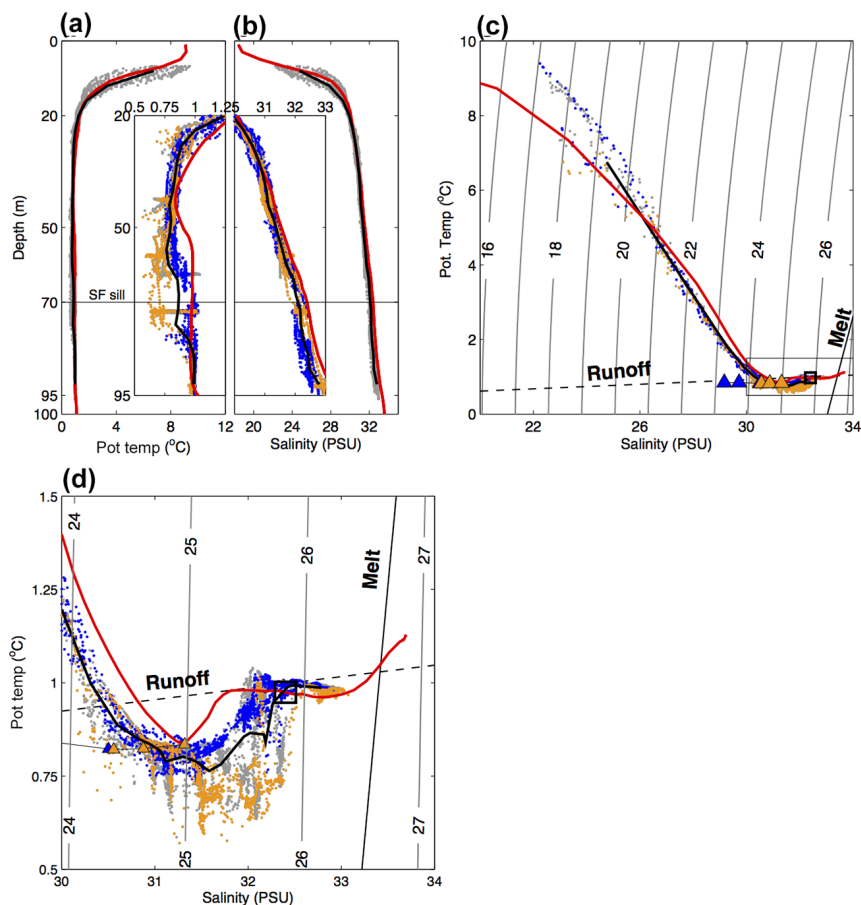 (a)
(b)
(c)
0
20
50
70
95
100
Depth (m)
0.5 0.75 1 1.25
20
50
SF sill
95
0 4 8 12
Pot temp (°C)
31 32 33
20 24 28 32
Salinity (PSU)
10
8
6
4
2
0
Pot. Temp (°C)
16 18 20 22 24 26
Runoff
Melt
22 24 26 28 30 32 34
Salinity (PSU)
(d)
1.5
1.25
1
0.75
0.5
Pot temp (°C)
24 25 26 27
Melt
Runoff
24 25 26 27
30 31 32 33 34
Salinity (PSU)